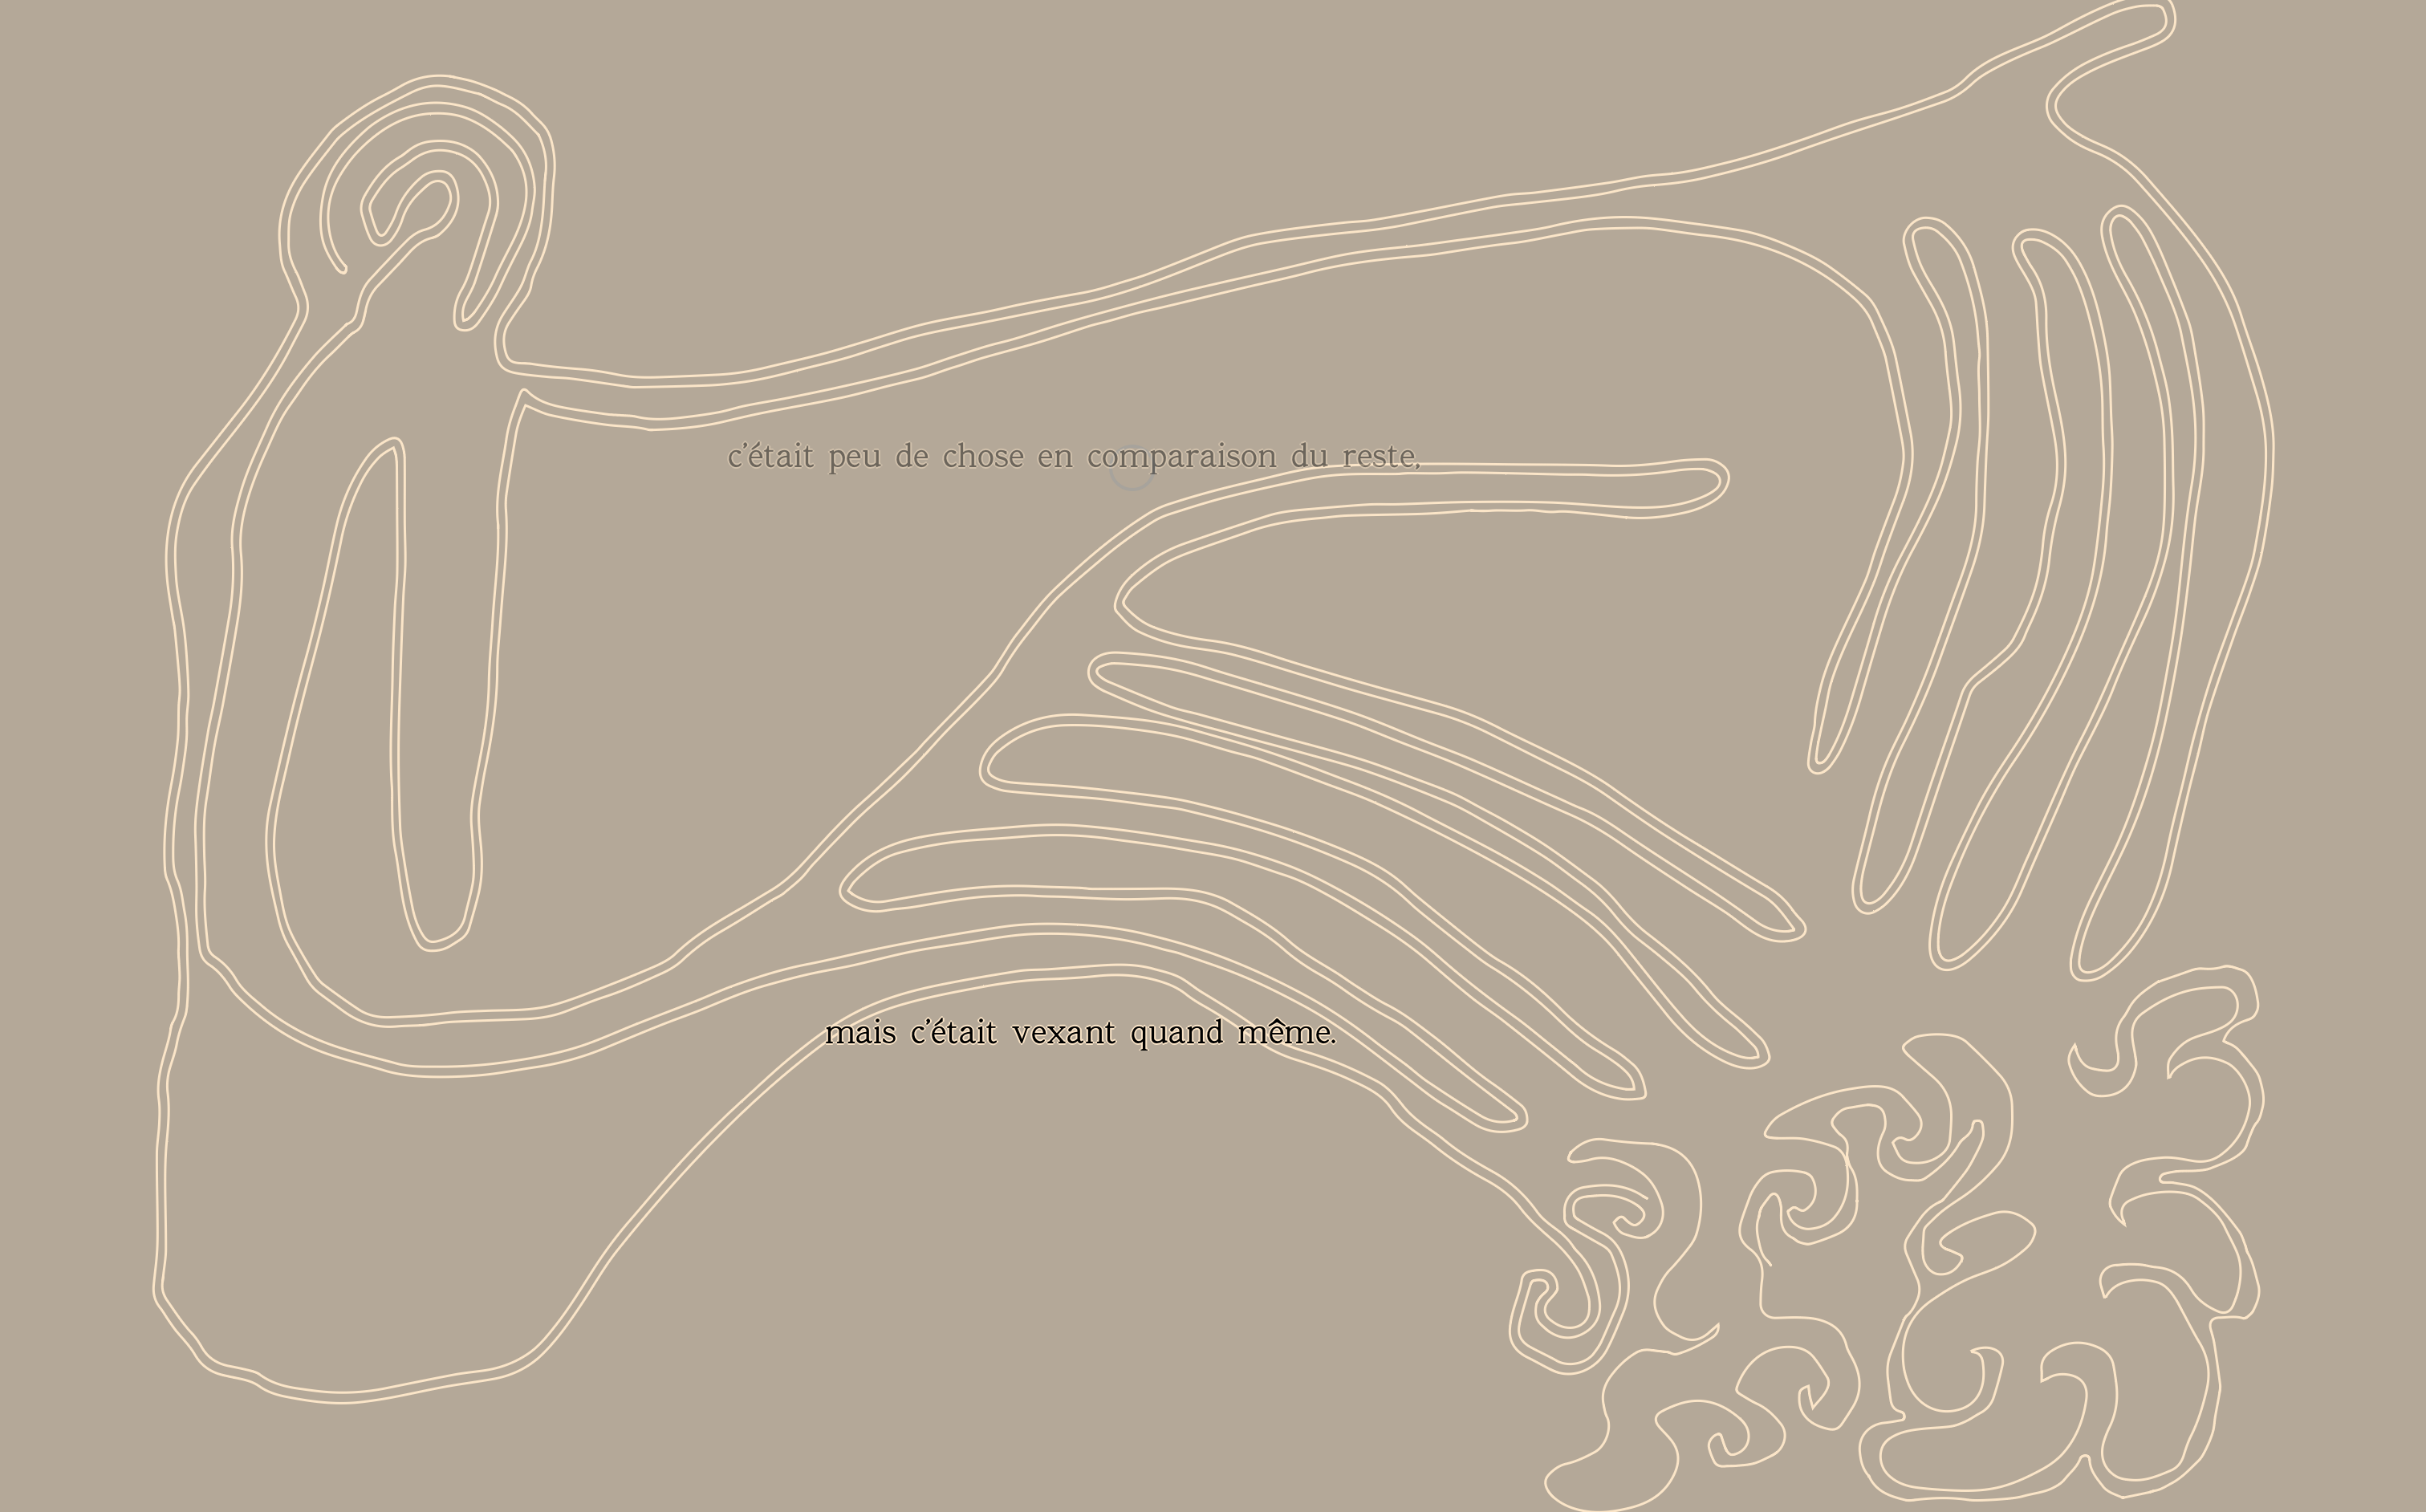 c’était peu de chose en comparaison du reste,
mais c’était vexant quand même.